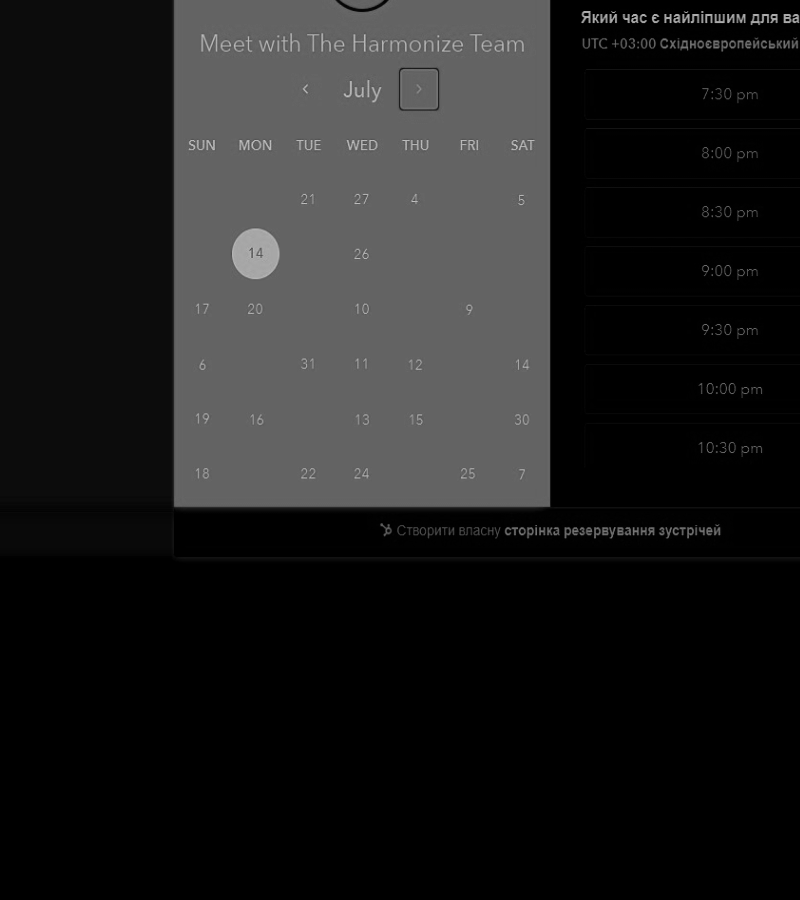 Meet with The Harmonize Team
July
SUN MON TUE WED THU FRI SAT
21 27 4 5
14 26
17 20 10 9
6 31 11 12 14
19 16 13 15 30
18 22 24 25 7
Який час є найліпшим для
UTC +03:00 Східноєвропейський
7:30 pm
8:00 pm
8:30 pm
9:00 pm
9:30 pm
10:00 pm
10:30 pm
Створити власну сторінка резервування зустрічей